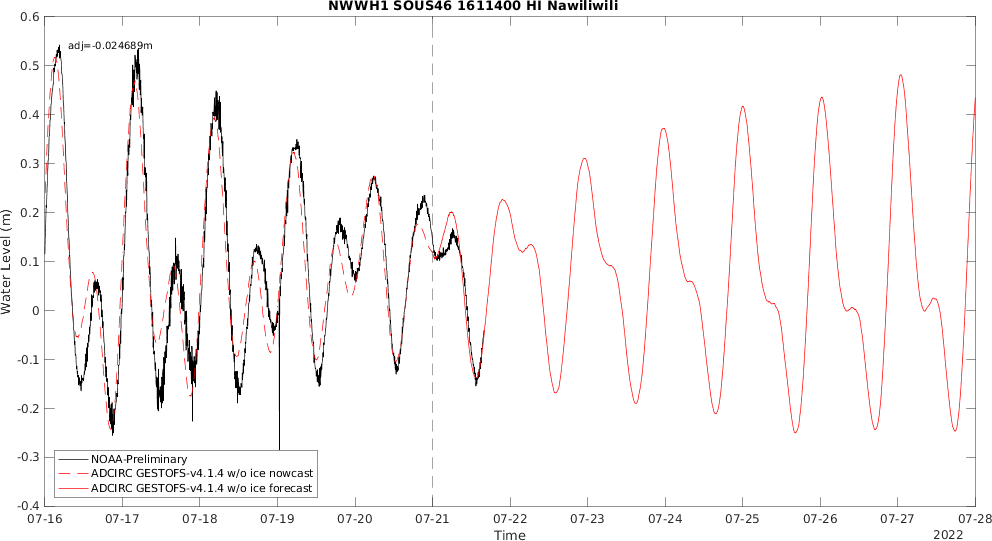 NWWH1 SOUS46 1611400 HI Nawiliwili
adj=-0.024689m
Water Level (m)
0.6
0.5
0.4
0.3
0.2
0.1
0
-0.1
-0.2
-0.3
-0.4
NOAA-Preliminary
ADCIRC GESTOFS-v4.1.4 w/o ice nowcast
ADCIRC GESTOFS-v4.1.4 w/o ice forecast
07-16 07-17 07-18 07-19 07-20 07-21 07-22 07-23 07-24 07-25 07-26 07-27 07-28
Time
2022